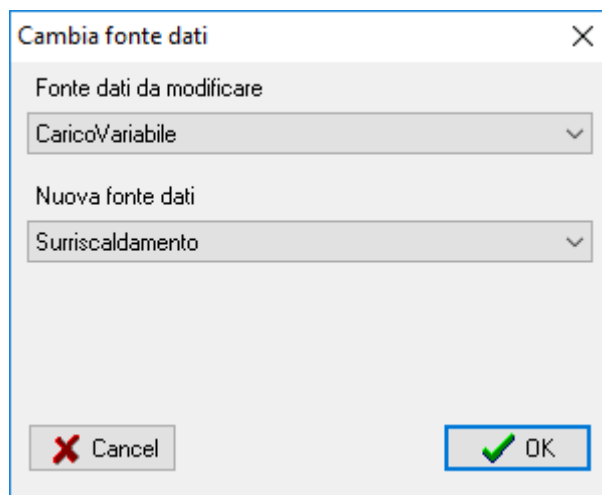 Cambia fonte dati
Fonte dati da modificare
CaricoVariabile
Nuova fonte dati
Surriscaldamento
Cancel
OK